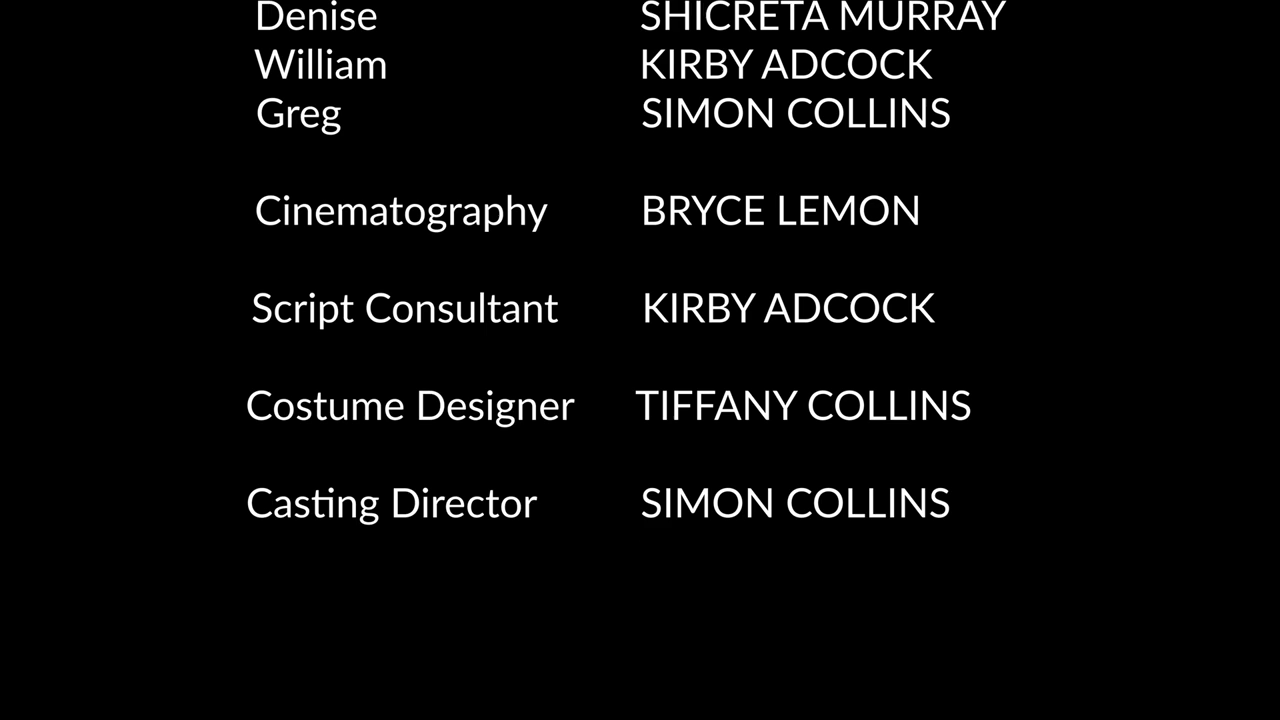 Denise SHICRETA MURRAY
William KIRBY ADCOCK
Greg SIMON COLLINS
Cinematography BRYCE LEMON
Script Consultant KIRBY ADCOCK
Costume Designer TIFFANY COLLINS
Casting Director SIMON COLLINS